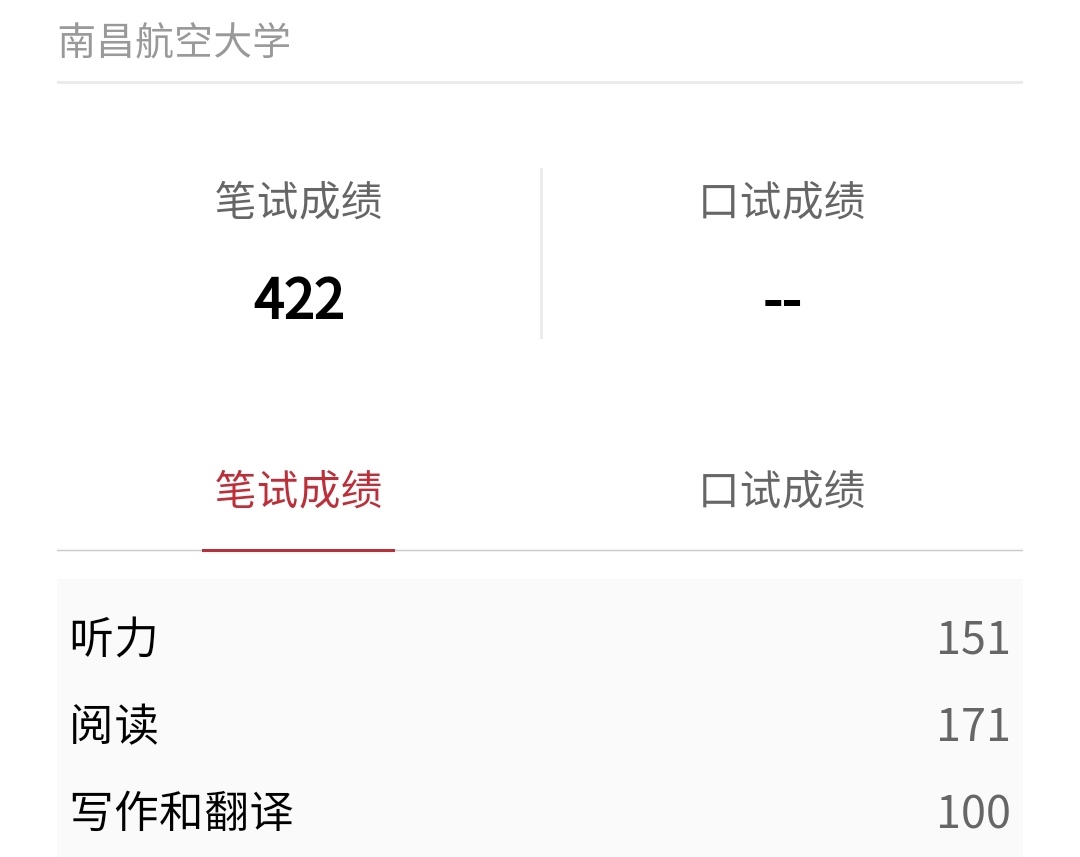 南昌航空大学
笔试成绩 口试成绩
422 --
笔试成绩 口试成绩
听力 151
阅读 171
写作和翻译 100